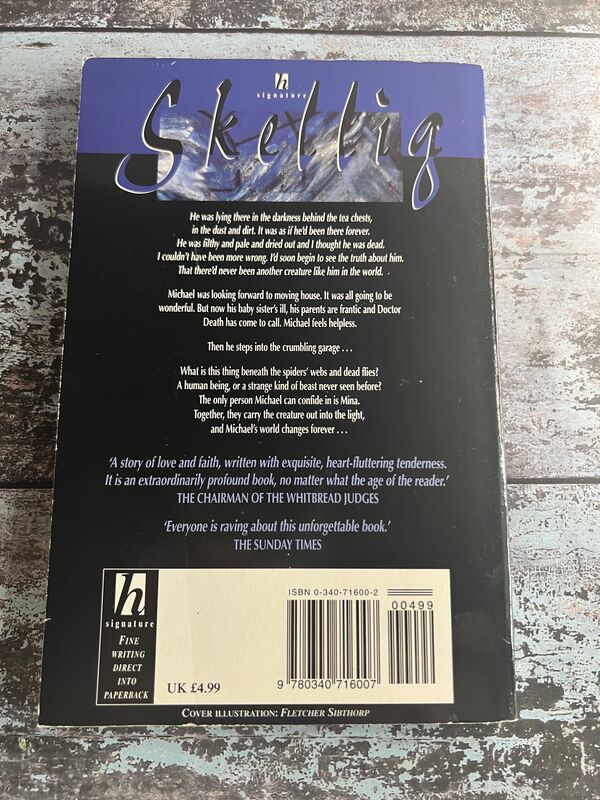 h
signature
Skellig
He was lying there in the darkness behind the tea chests,
in the dust and dirt. It was as if he'd been there forever.
He was filthy and pale and dried out and I thought he was dead.
I couldn't have been more wrong. I'd soon begin to see the truth about him.
That there'd never been another creature like him in the world.
Michael was looking forward to moving house. It was all going to be
wonderful. But now his baby sister's ill, his parents are frantic and Doctor
Death has come to call. Michael feels helpless.
Then he steps into the crumbling garage . . .
What is this thing beneath the spiders' webs and dead flies?
A human being, or a strange kind of beast never seen before?
The only person Michael can confide in is Mina.
Together, they carry the creature out into the light,
and Michael's world changes forever . . .
'A story of love and faith, written with exquisite, heart-fluttering tenderness.
It is an extraordinarily profound book, no matter what the age of the reader.'
THE CHAIRMAN OF THE WHITBREAD JUDGES
'Everyone is raving about this unforgettable book.'
THE SUNDAY TIMES
h
signature
FINE
WRITING
DIRECT
INTO
PAPERBACK
UK £4.99
ISBN 0-340-71600-2
00499
9 780340 716007
COVER ILLUSTRATION: FLETCHER SIBTHORP